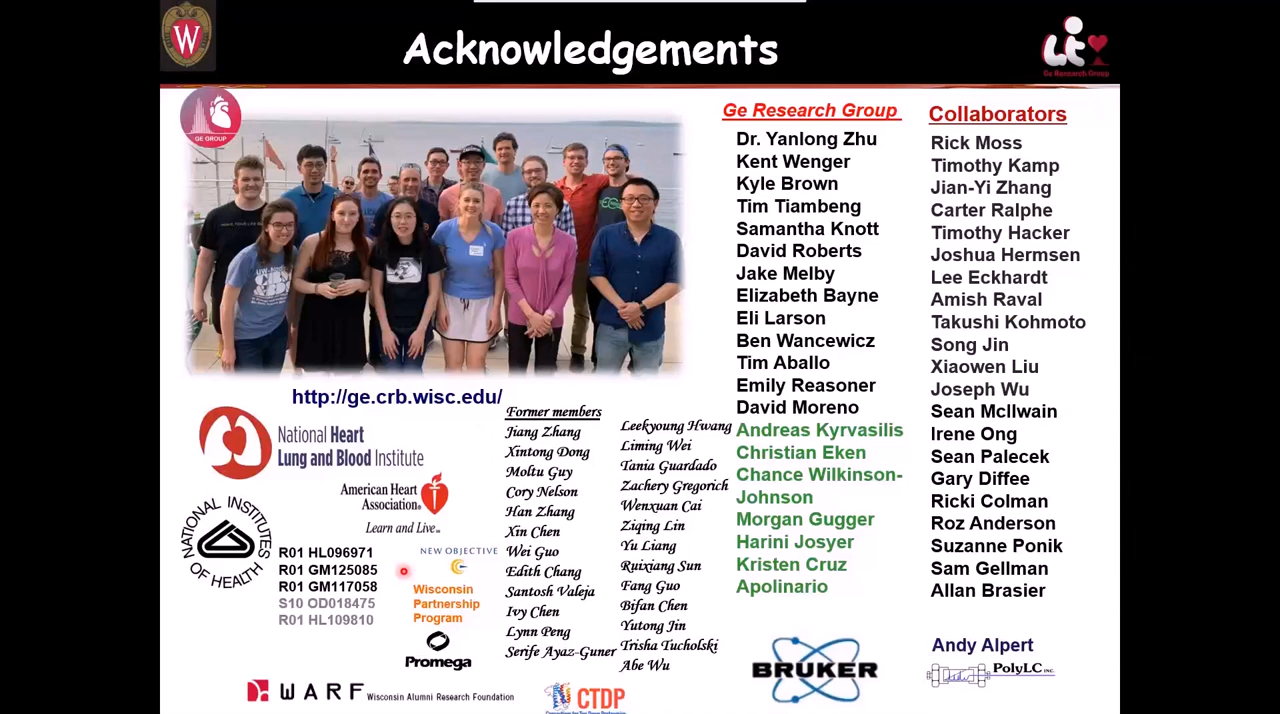 W
Acknowledgements
Ge Research Group
GE GROUP
http://ge.crb.wisc.edu/
National Heart
Lung and Blood Institute
American Heart
Association®
Learn and Live
NATIONAL INSTITUTES
OF HEALTH
R01 HL096971
R01 GM125085
R01 GM117058
S10 OD018475
R01 HL109810
NEW OBJECTIVE
Wisconsin
Partnership
Program
Promega
WARF Wisconsin Alumni Research Foundation
CTDP
Former members
Jiang Zhang
Xintong Dong
Moltu Guy
Cory Nelson
Han Zhang
Xin Chen
Wei Guo
Edith Chang
Santosh Valeja
Ivy Chen
Lynn Peng
Serife Ayaz-Guner
Leekyoung Hwang
Liming Wei
Tania Guardado
Zachery Gregorich
Wenxuan Cai
Ziqing Lin
Yu Liang
Ruixiang Sun
Fang Guo
Bifan Chen
Yutong Jin
Trisha Tucholski
Abe Wu
Ge Research Group
Dr. Yanlong Zhu
Kent Wenger
Kyle Brown
Tim Tiambeng
Samantha Knott
David Roberts
Jake Melby
Elizabeth Bayne
Eli Larson
Ben Wancewicz
Tim Aballo
Emily Reasoner
David Moreno
Andreas Kyrvasilis
Christian Eken
Chance Wilkinson-
Johnson
Morgan Gugger
Harini Josyer
Kristen Cruz
Apolinario
BRUKER
Collaborators
Rick Moss
Timothy Kamp
Jian-Yi Zhang
Carter Ralphe
Timothy Hacker
Joshua Hermsen
Lee Eckhardt
Amish Raval
Takushi Kohmoto
Song Jin
Xiaowen Liu
Joseph Wu
Sean McIlwain
Irene Ong
Sean Palecek
Gary Diffee
Ricki Colman
Roz Anderson
Suzanne Ponik
Sam Gellman
Allan Brasier
Andy Alpert
PolyLC INC.